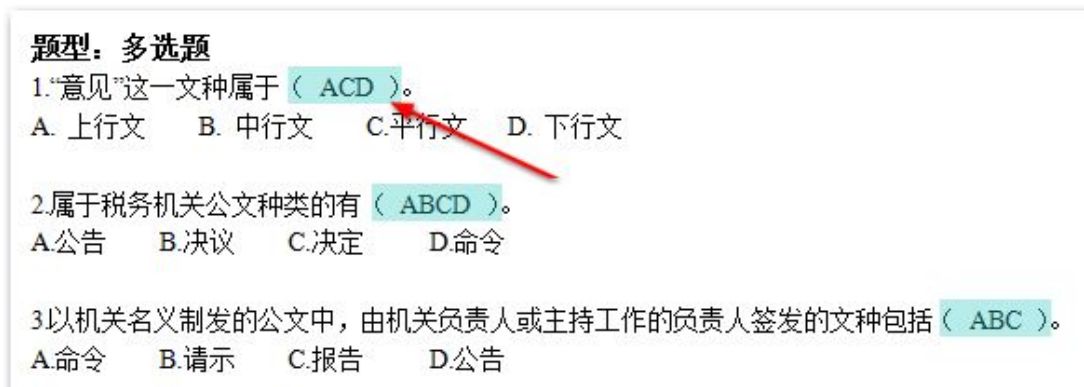 题型：多选题
1.“意见”这一文种属于（ ACD ）。
A. 上行文 B. 中行文 C.平行文 D. 下行文
2.属于税务机关公文种类的有（ ABCD ）。
A.公告 B.决议 C.决定 D.命令
3.以机关名义制发的公文中，由机关负责人或主持工作的负责人签发的文种包括（ ABC ）。
A.命令 B.请示 C.报告 D.公告